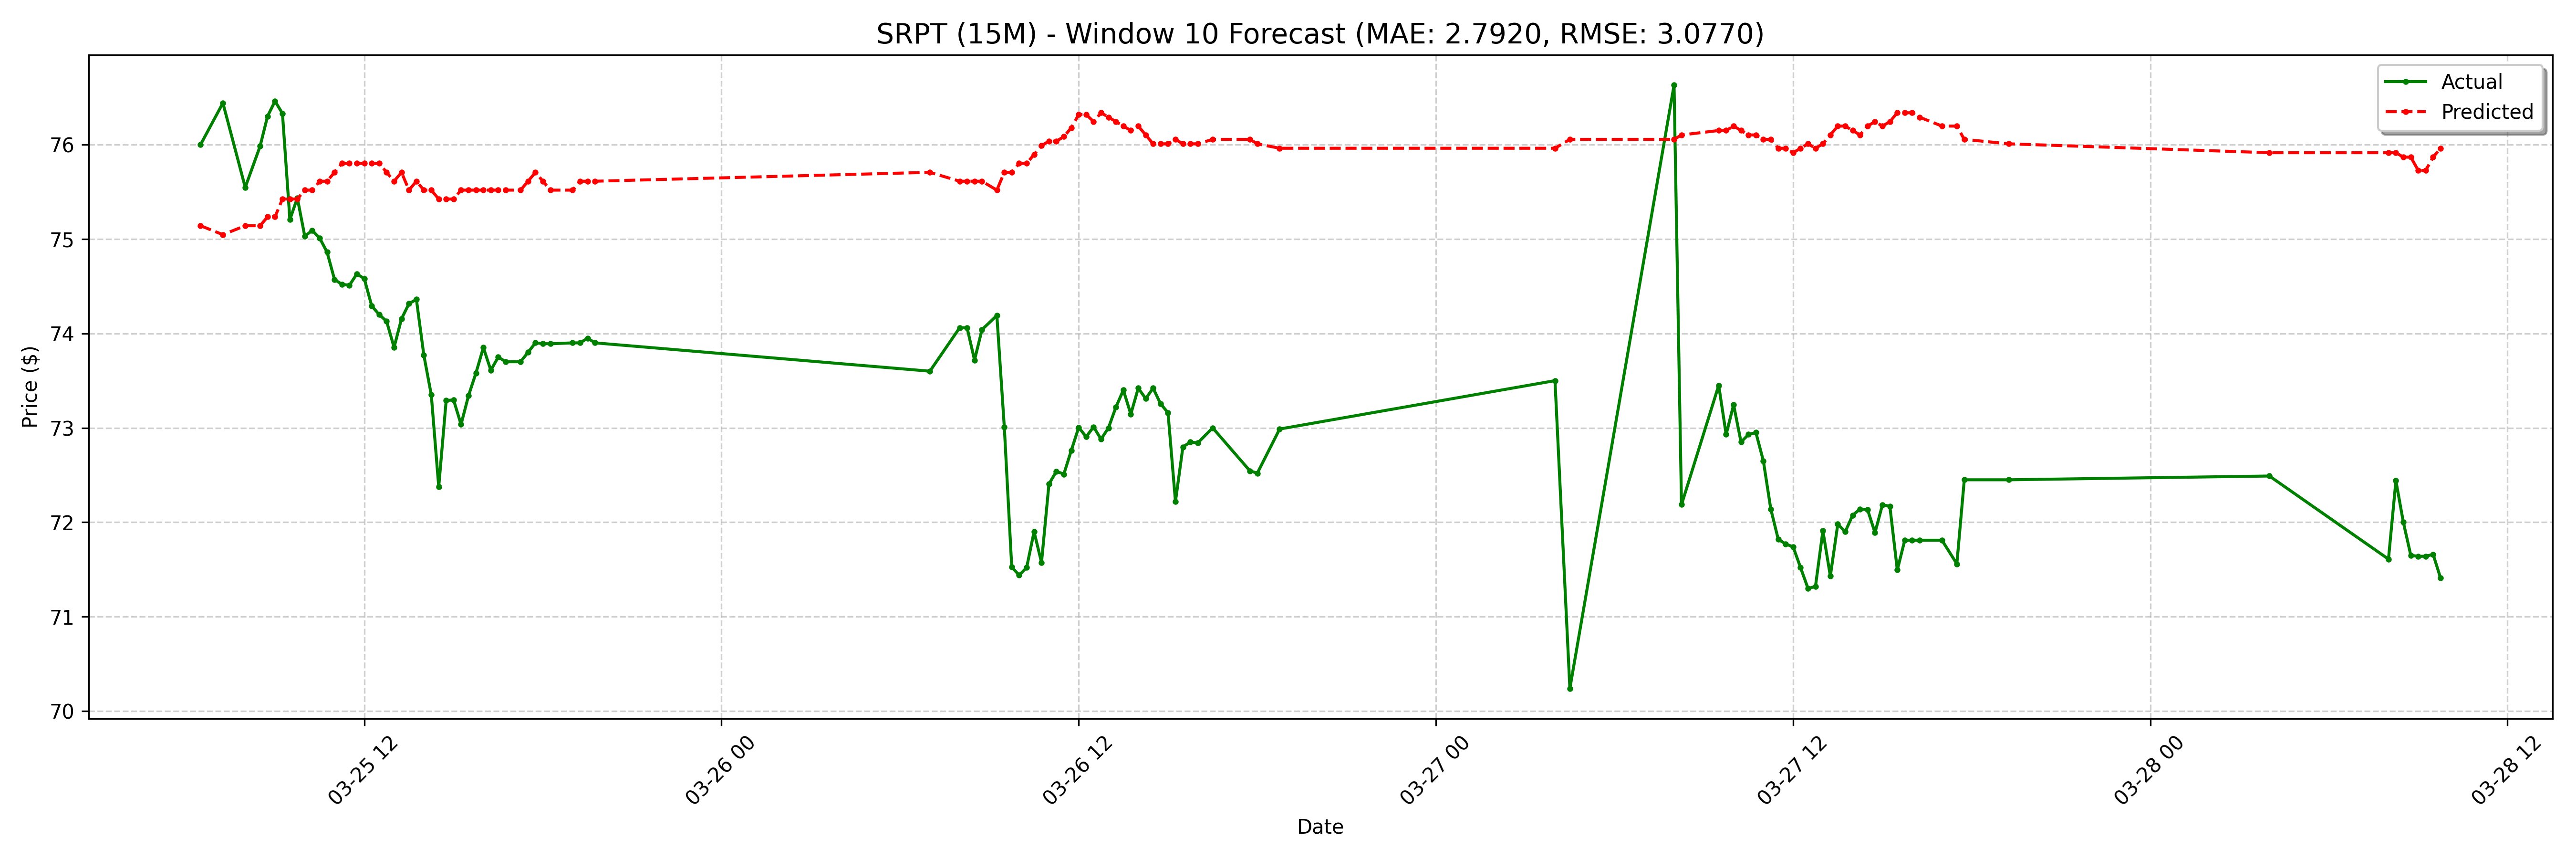 SRPT (15M) - Window 10 Forecast (MAE: 2.7920, RMSE: 3.0770)
Actual
Predicted
Price ($)
76
75
74
73
72
71
70
03-25 12
03-26 00
03-26 12
03-27 00
03-27 12
03-28 00
03-28 12
Date